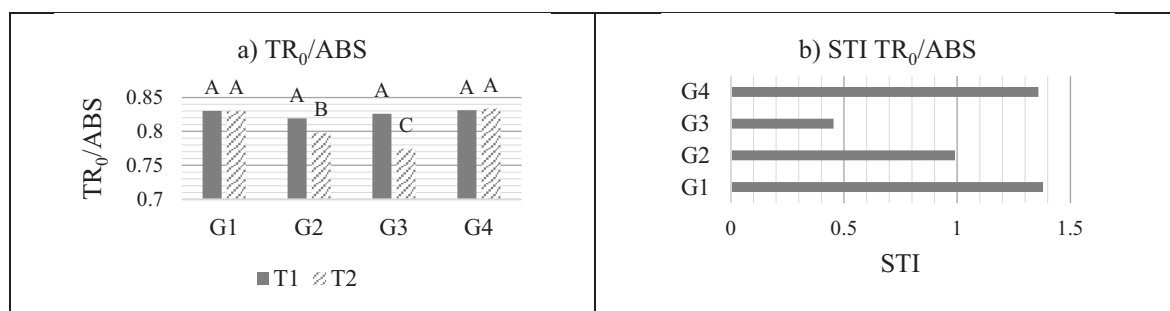 a) TR₀/ABS
A A A B A C A A
TR₀/ABS
0.85
0.8
0.75
0.7
G1 G2 G3 G4
T1 T2
b) STI TR₀/ABS
G4
G3
G2
G1
0 0.5 1 1.5
STI